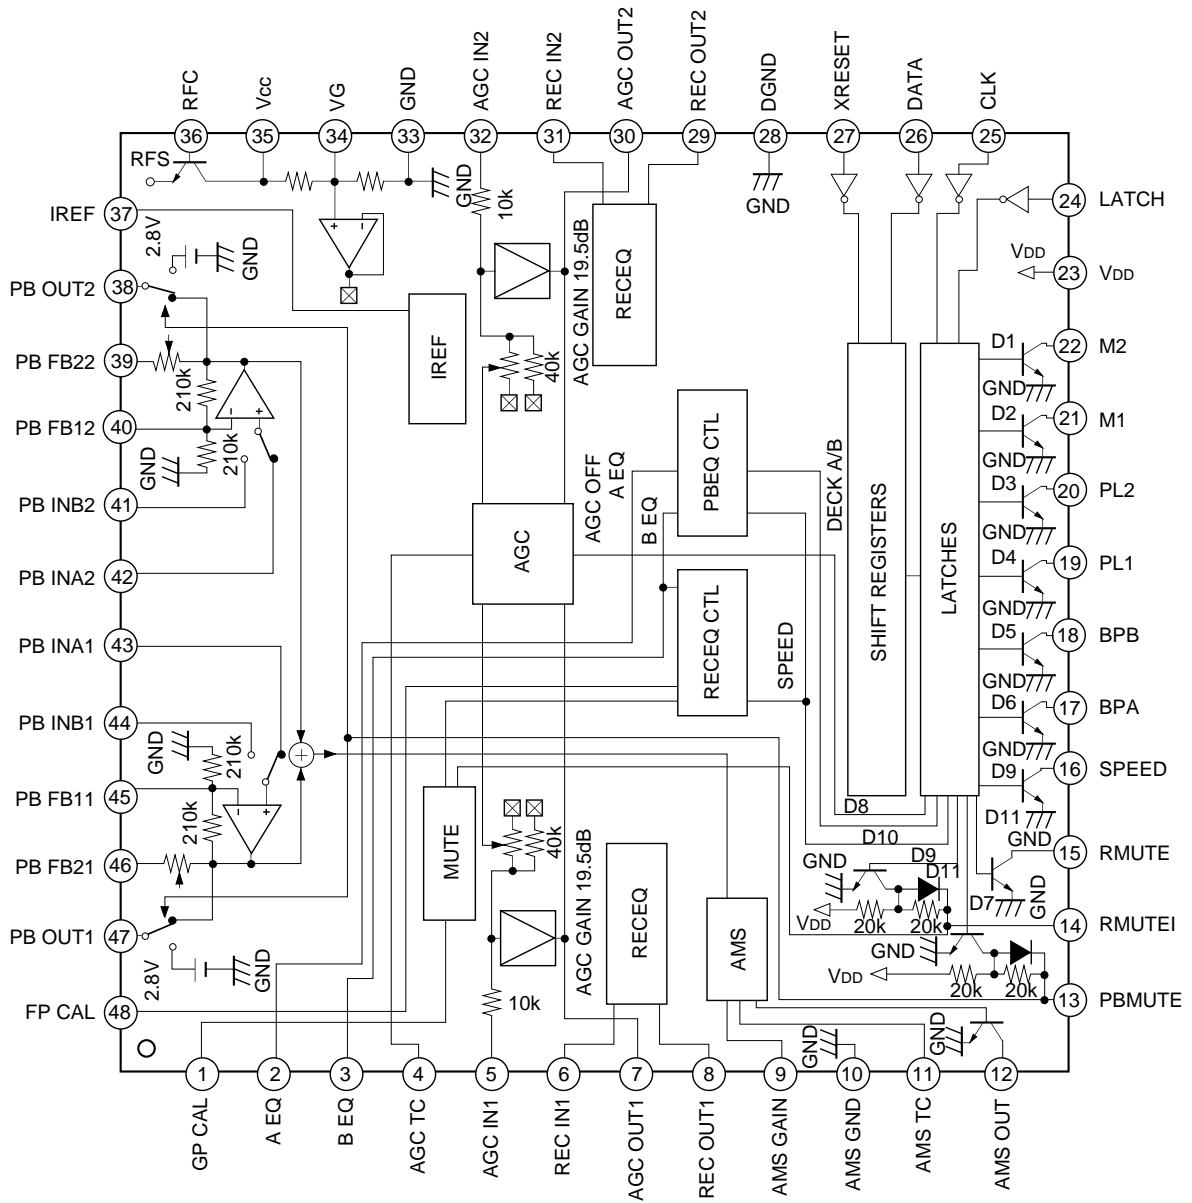 RFC
Vcc
VG
GND
AGC IN2
REC IN2
AGC OUT2
REC OUT2
DGND
XRESET
DATA
CLK
36
35
34
33
32
31
30
29
28
27
26
25
RFS
GND
10k
GND
IREF
37
2.8V
GND
24
LATCH
VDD
23
VDD
PB OUT2
38
AGC GAIN 19.5dB
RECEQ
IREF
40k
D1
22
M2
GND
PB FB22
39
210k
D2
21
M1
GND
PB FB12
40
GND
210k
D3
20
PL2
GND
PB INB2
41
AGC OFF
A EQ
B EQ
PBEQ CTL
DECK A/B
SHIFT REGISTERS
LATCHES
AGC
D4
19
PL1
GND
PB INA2
42
D5
18
BPB
GND
PB INA1
43
RECEQ CTL
SPEED
D6
17
BPA
GND
PB INB1
44
GND
210k
D9
16
SPEED
D11
GND
PB FB11
45
210k
D8
D10
MUTE
40k
AGC GAIN 19.5dB
RECEQ
AMS
PB FB21
46
15
RMUTE
GND
D9
D11
D7
GND
VDD
20k
20k
PB OUT1
47
14
RMUTEI
GND
2.8V
GND
VDD
20k
20k
13
PBMUTE
10k
FP CAL
48
GND
GND
1
2
3
4
5
6
7
8
9
10
11
12
GP CAL
A EQ
B EQ
AGC TC
AGC IN1
REC IN1
AGC OUT1
REC OUT1
AMS GAIN
AMS GND
AMS TC
AMS OUT